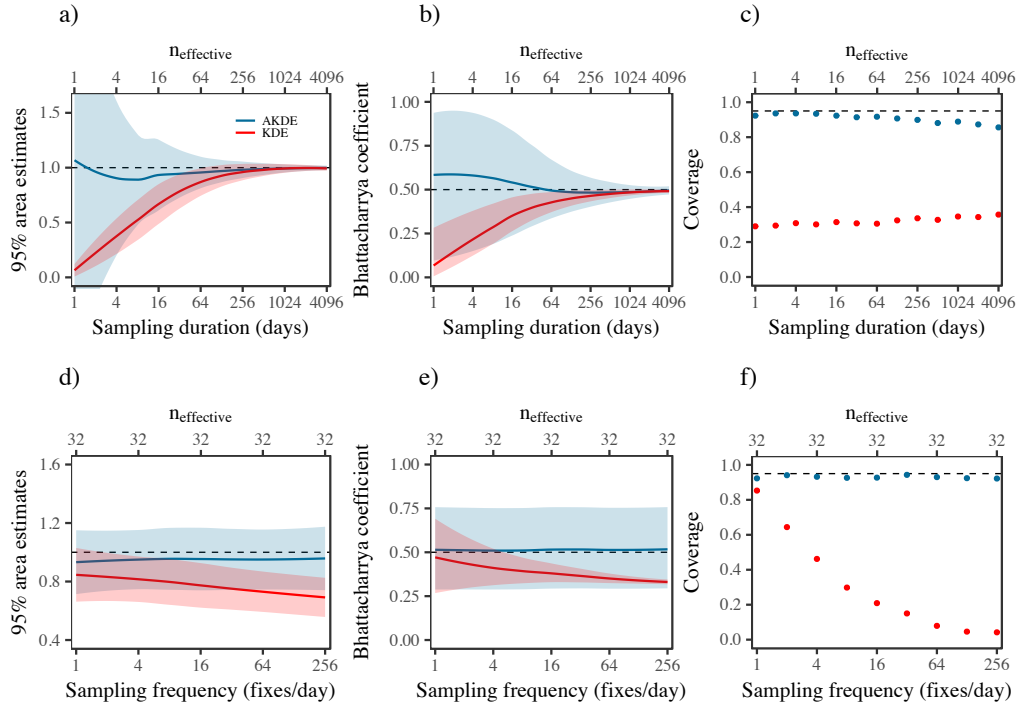 a)
n_effective
1 4 16 64 256 1024 4096
95% area estimates
1.5
1.0
0.5
0.0
AKDE
KDE
1 4 16 64 256 1024 4096
Sampling duration (days)
b)
n_effective
1 4 16 64 256 1024 4096
Bhattacharrya coefficient
1.00
0.75
0.50
0.25
0.00
1 4 16 64 256 1024 4096
Sampling duration (days)
c)
n_effective
1 4 16 64 256 1024 4096
Coverage
1.0
0.8
0.6
0.4
0.2
0.0
1 4 16 64 256 1024 4096
Sampling duration (days)
d)
n_effective
32 32 32 32 32
95% area estimates
1.6
1.2
0.8
0.4
1 4 16 64 256
Sampling frequency (fixes/day)
e)
n_effective
32 32 32 32 32
Bhattacharrya coefficient
1.00
0.75
0.50
0.25
0.00
1 4 16 64 256
Sampling frequency (fixes/day)
f)
n_effective
32 32 32 32 32
Coverage
1.0
0.8
0.6
0.4
0.2
0.0
1 4 16 64 256
Sampling frequency (fixes/day)